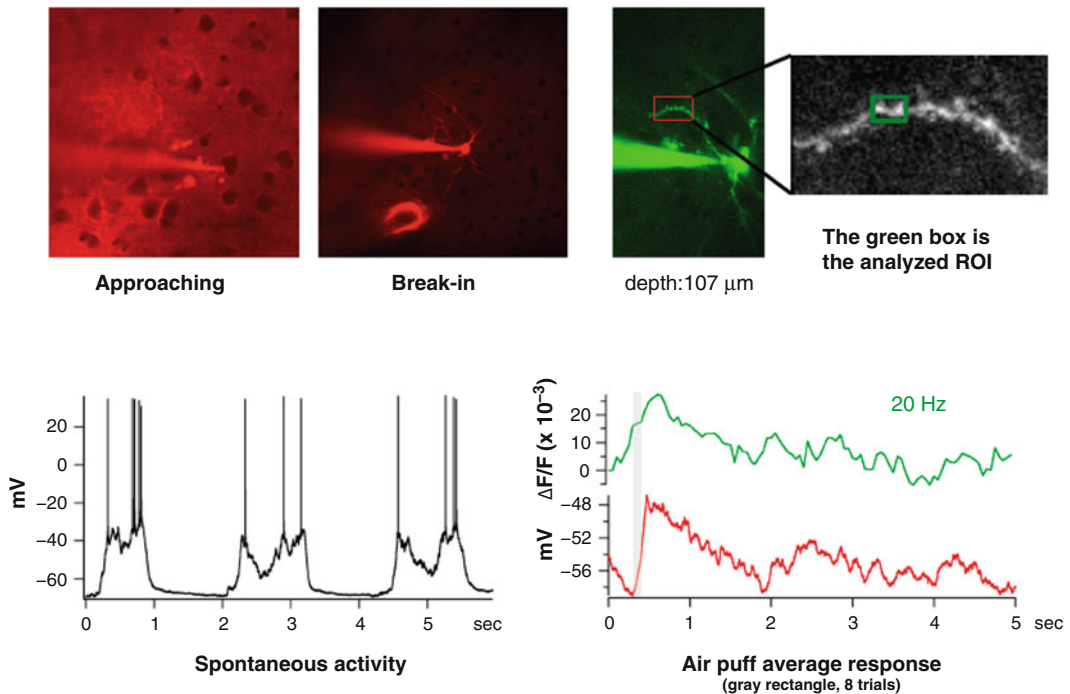 Approaching
Break-in
depth:107 μm
The green box is
the analyzed ROI
mV
20
0
−20
−40
−60
0 1 2 3 4 5 sec
Spontaneous activity
ΔF/F (x 10⁻³)
20
10
0
20 Hz
mV
−48
−52
−56
0 1 2 3 4 5 sec
Air puff average response
(gray rectangle, 8 trials)